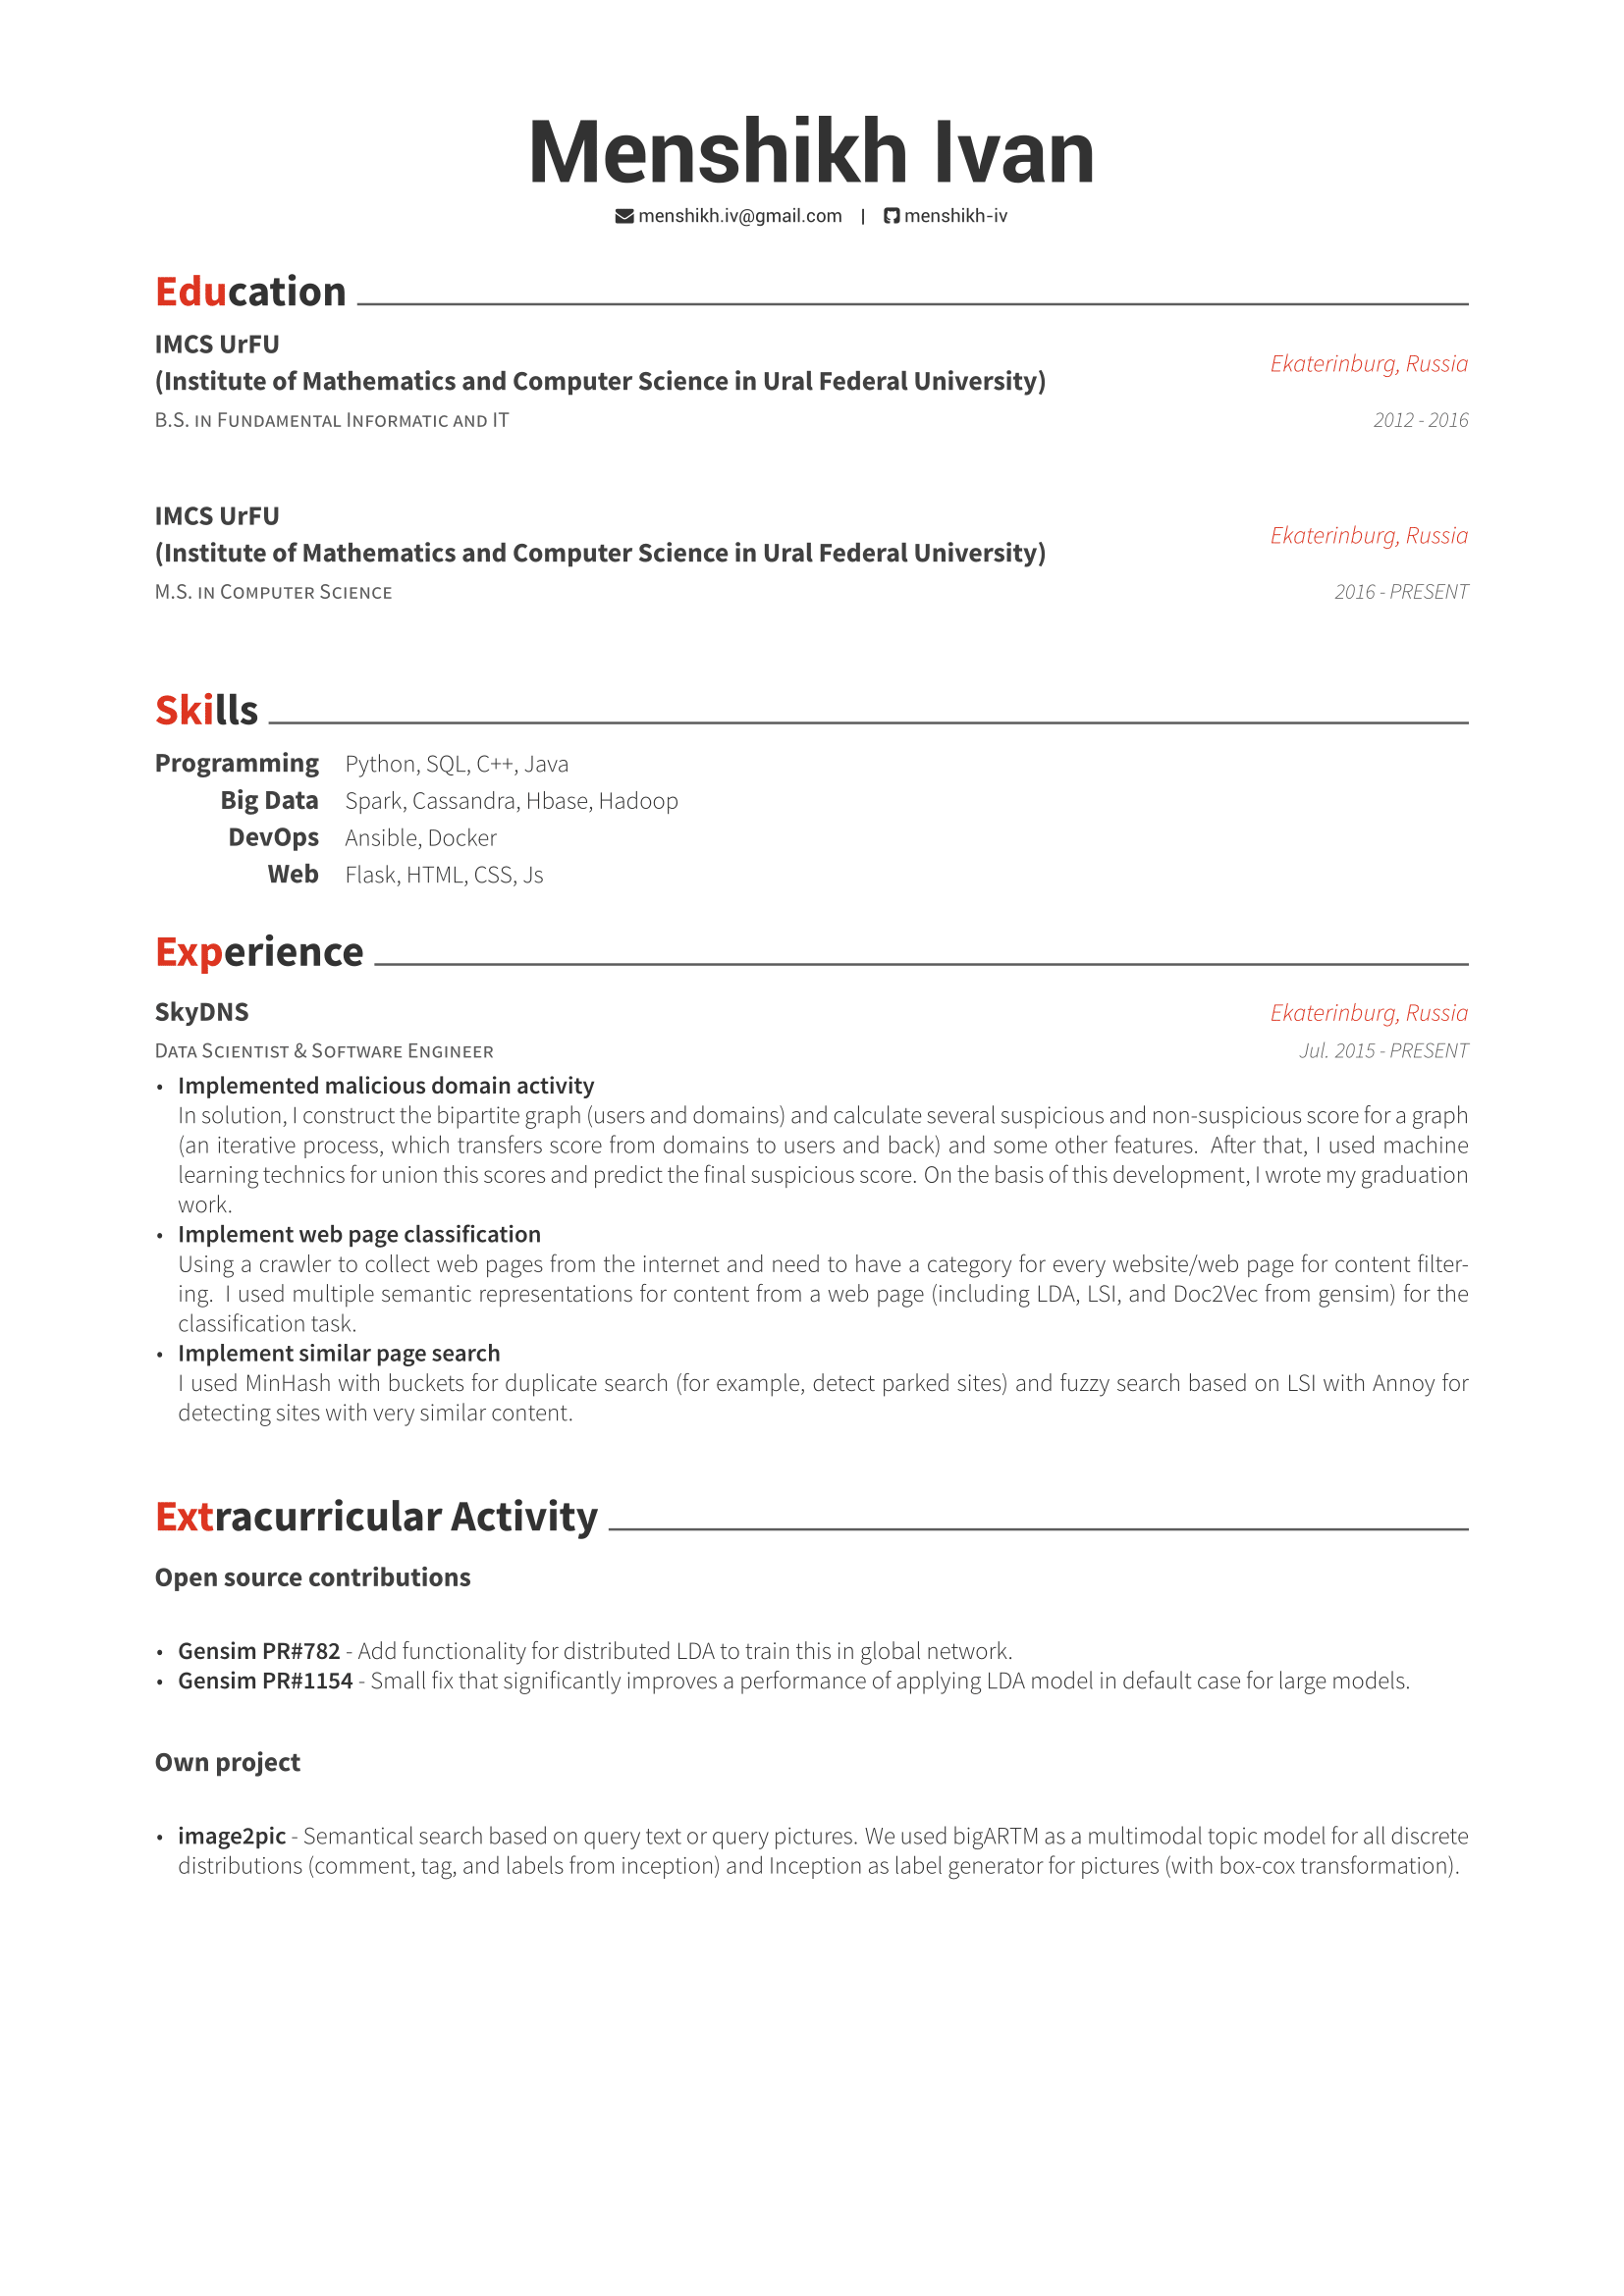 Menshikh Ivan
menshikh.iv@gmail.com | menshikh-iv
Education
IMCS UrFU
(Institute of Mathematics and Computer Science in Ural Federal University)
Ekaterinburg, Russia
B.S. in Fundamental Informatic and IT
2012 - 2016
IMCS UrFU
(Institute of Mathematics and Computer Science in Ural Federal University)
Ekaterinburg, Russia
M.S. in Computer Science
2016 - PRESENT
Skills
Programming Python, SQL, C++, Java
Big Data Spark, Cassandra, Hbase, Hadoop
DevOps Ansible, Docker
Web Flask, HTML, CSS, Js
Experience
SkyDNS Ekaterinburg, Russia
Data Scientist & Software Engineer Jul. 2015 - PRESENT
• Implemented malicious domain activity
In solution, I construct the bipartite graph (users and domains) and calculate several suspicious and non-suspicious score for a graph
(an iterative process, which transfers score from domains to users and back) and some other features. After that, I used machine
learning technics for union this scores and predict the final suspicious score. On the basis of this development, I wrote my graduation
work.
• Implement web page classification
Using a crawler to collect web pages from the internet and need to have a category for every website/web page for content filter-
ing. I used multiple semantic representations for content from a web page (including LDA, LSI, and Doc2Vec from gensim) for the
classification task.
• Implement similar page search
I used MinHash with buckets for duplicate search (for example, detect parked sites) and fuzzy search based on LSI with Annoy for
detecting sites with very similar content.
Extracurricular Activity
Open source contributions
• Gensim PR#782 - Add functionality for distributed LDA to train this in global network.
• Gensim PR#1154 - Small fix that significantly improves a performance of applying LDA model in default case for large models.
Own project
• image2pic - Semantical search based on query text or query pictures. We used bigARTM as a multimodal topic model for all discrete
distributions (comment, tag, and labels from inception) and Inception as label generator for pictures (with box-cox transformation).